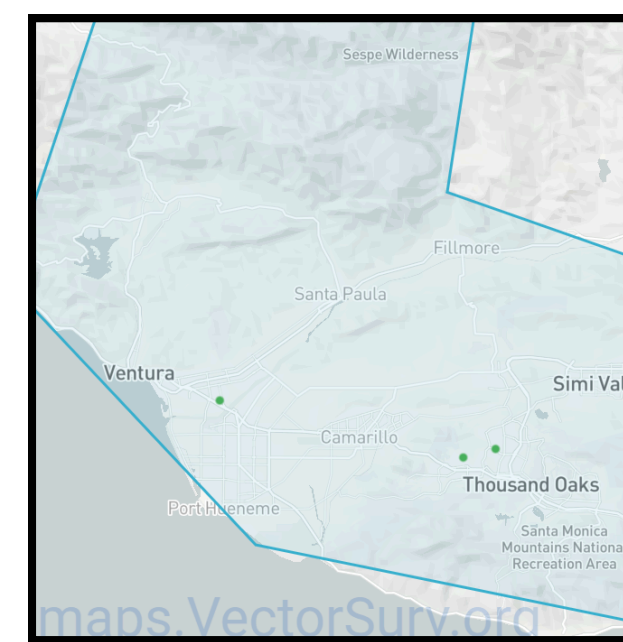 Sespe Wilderness
Fillmore
Santa Paula
Ventura
Simi Val
Camarillo
Thousand Oaks
Port Hueneme
Santa Monica
Mountains Nationa
Recreation Area
maps.VectorSurv.org